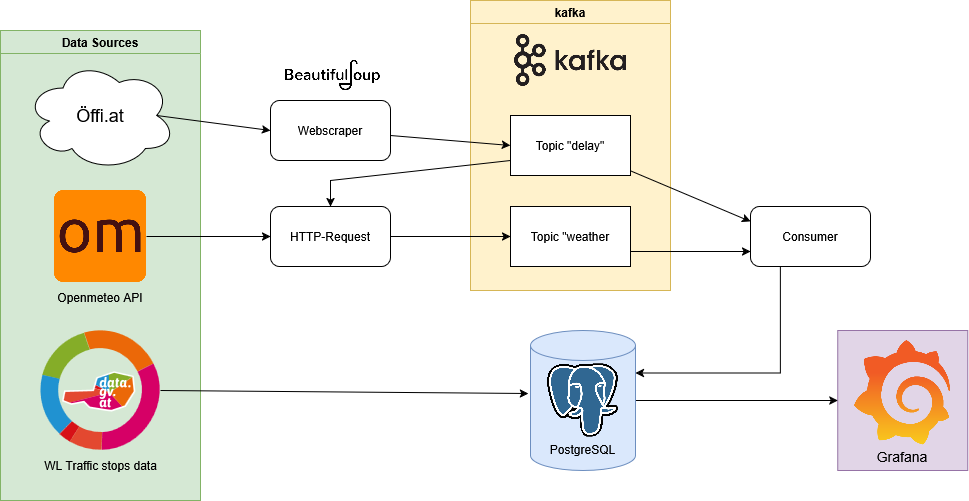 Data Sources
kafka
Öffi.at
BeautifulSoup
kafka
Webscraper
Topic "delay"
om
HTTP-Request
Topic "weather
Consumer
Openmeteo API
data.
gv.
at
WL Traffic stops data
PostgreSQL
Grafana